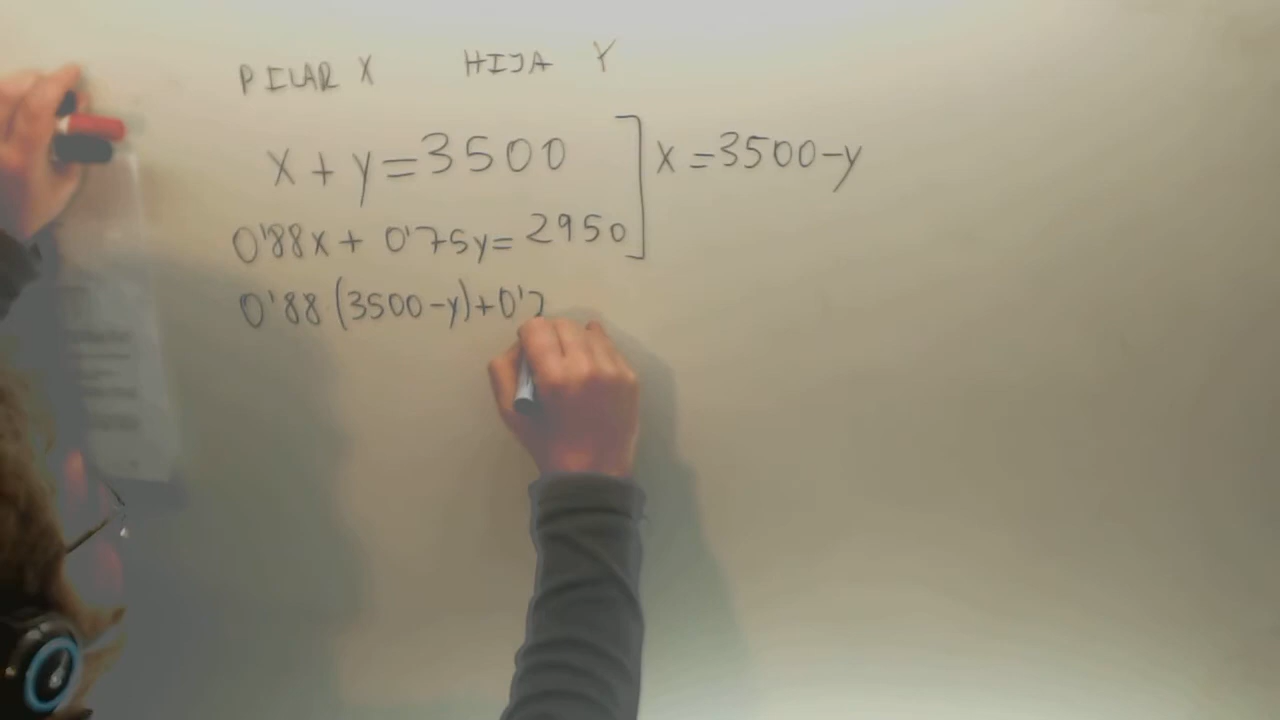 PILAR X HIJA Y
x + y = 3500 ] x = 3500 - y
0'88x + 0'75y = 2950
0'88 (3500 - y) + 0'7